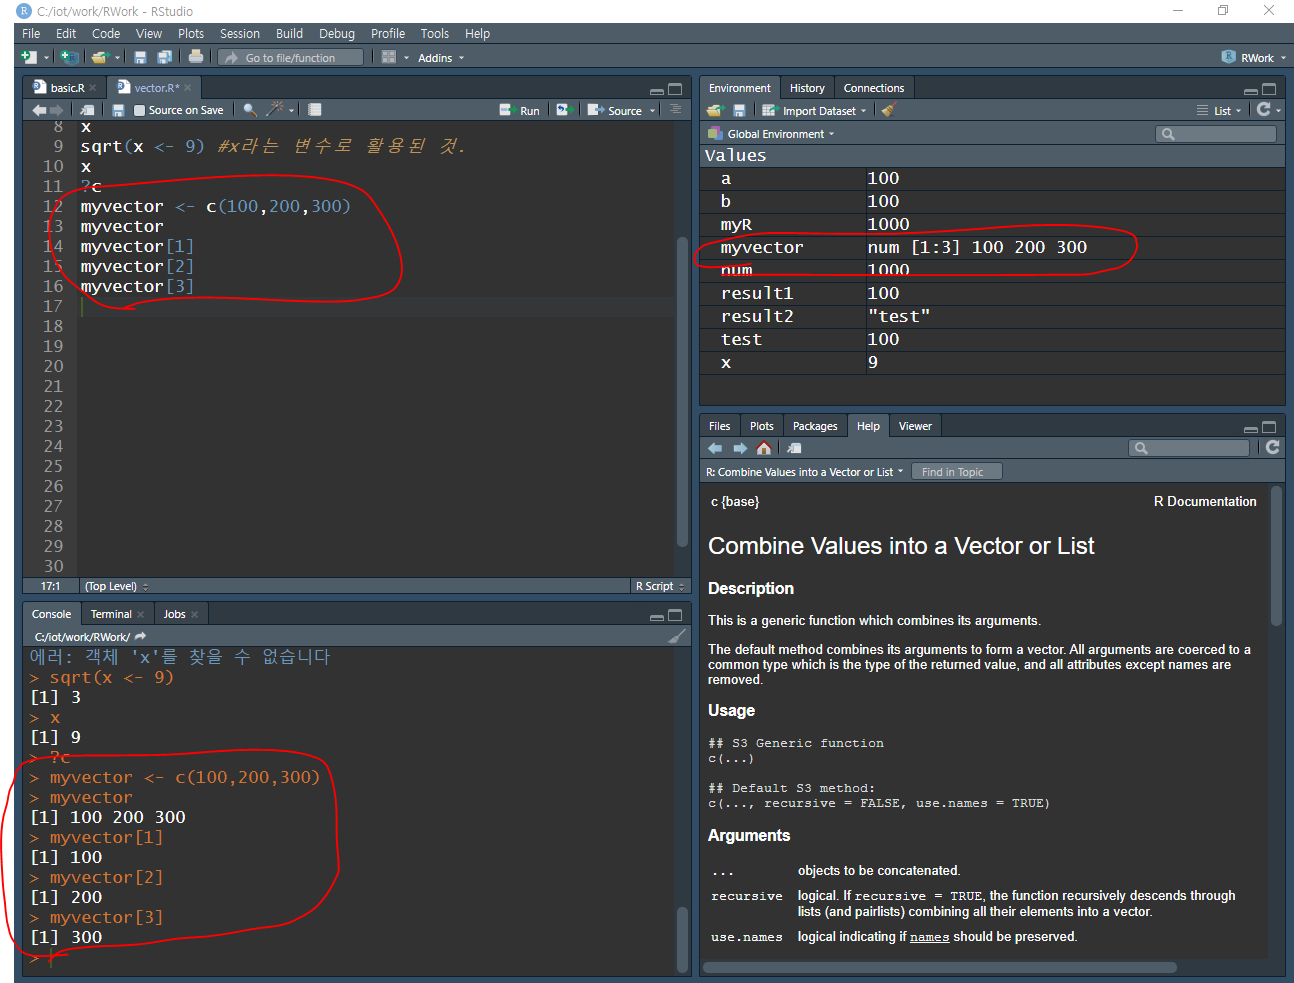 C:/iot/work/RWork - RStudio
File Edit Code View Plots Session Build Debug Profile Tools Help
Go to file/function Addins RWork
basic.R vector.R*
Source on Save Run Source
8 x
9 sqrt(x <- 9) #x라는 변수로 활용된 것.
10 x
11 ?c
12 myvector <- c(100,200,300)
13 myvector
14 myvector[1]
15 myvector[2]
16 myvector[3]
17
18
19
20
21
22
23
24
25
26
27
28
29
30
17:1 (Top Level) R Script
Console Terminal Jobs
C:/iot/work/RWork/
에러: 객체 'x'를 찾을 수 없습니다
> sqrt(x <- 9)
[1] 3
> x
[1] 9
> ?c
> myvector <- c(100,200,300)
> myvector
[1] 100 200 300
> myvector[1]
[1] 100
> myvector[2]
[1] 200
> myvector[3]
[1] 300
>
Environment History Connections
Import Dataset List
Global Environment
Values
a 100
b 100
myR 1000
myvector num [1:3] 100 200 300
num 1000
result1 100
result2 "test"
test 100
x 9
Files Plots Packages Help Viewer
R: Combine Values into a Vector or List Find in Topic
c {base} R Documentation
Combine Values into a Vector or List
Description
This is a generic function which combines its arguments.
The default method combines its arguments to form a vector. All arguments are coerced to a
common type which is the type of the returned value, and all attributes except names are
removed.
Usage
## S3 Generic function
c(...)
## Default S3 method:
c(..., recursive = FALSE, use.names = TRUE)
Arguments
... objects to be concatenated.
recursive logical. If recursive = TRUE, the function recursively descends through
lists (and pairlists) combining all their elements into a vector.
use.names logical indicating if names should be preserved.